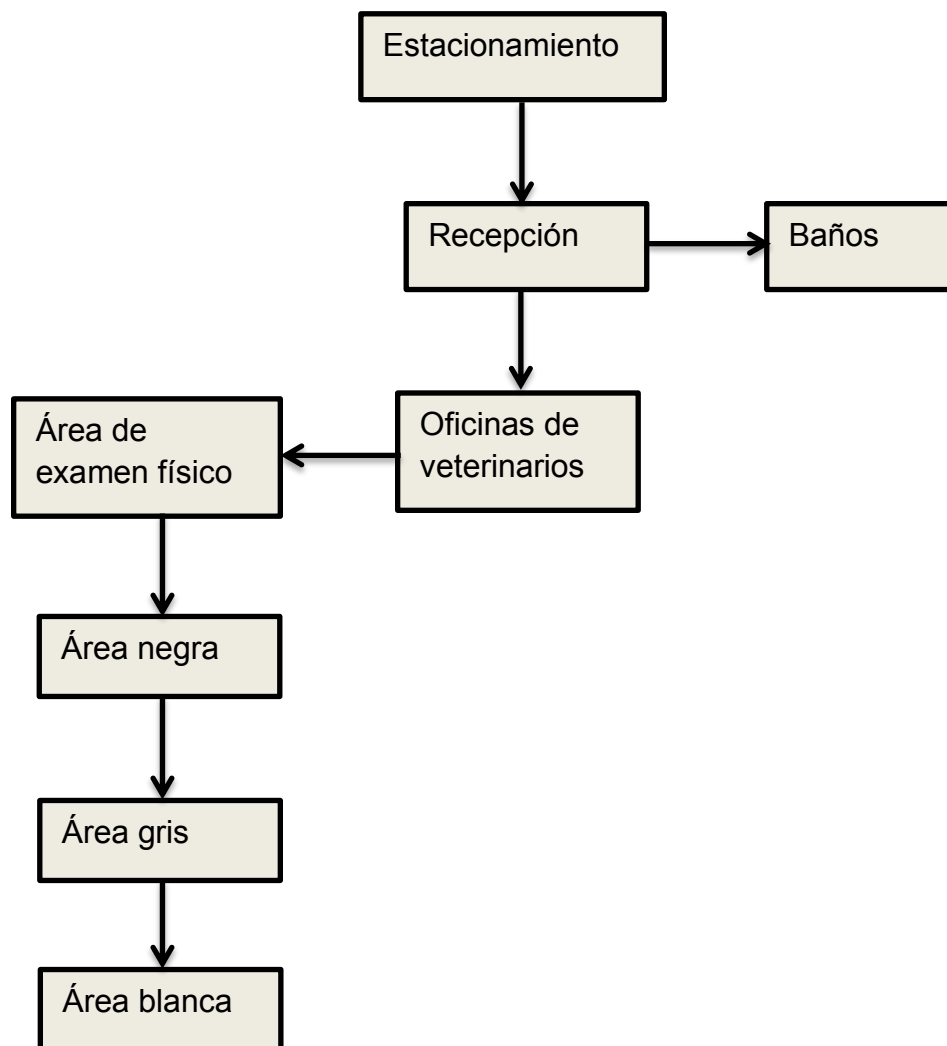 Estacionamiento
Recepción
Baños
Oficinas de
veterinarios
Área de
examen físico
Área negra
Área gris
Área blanca